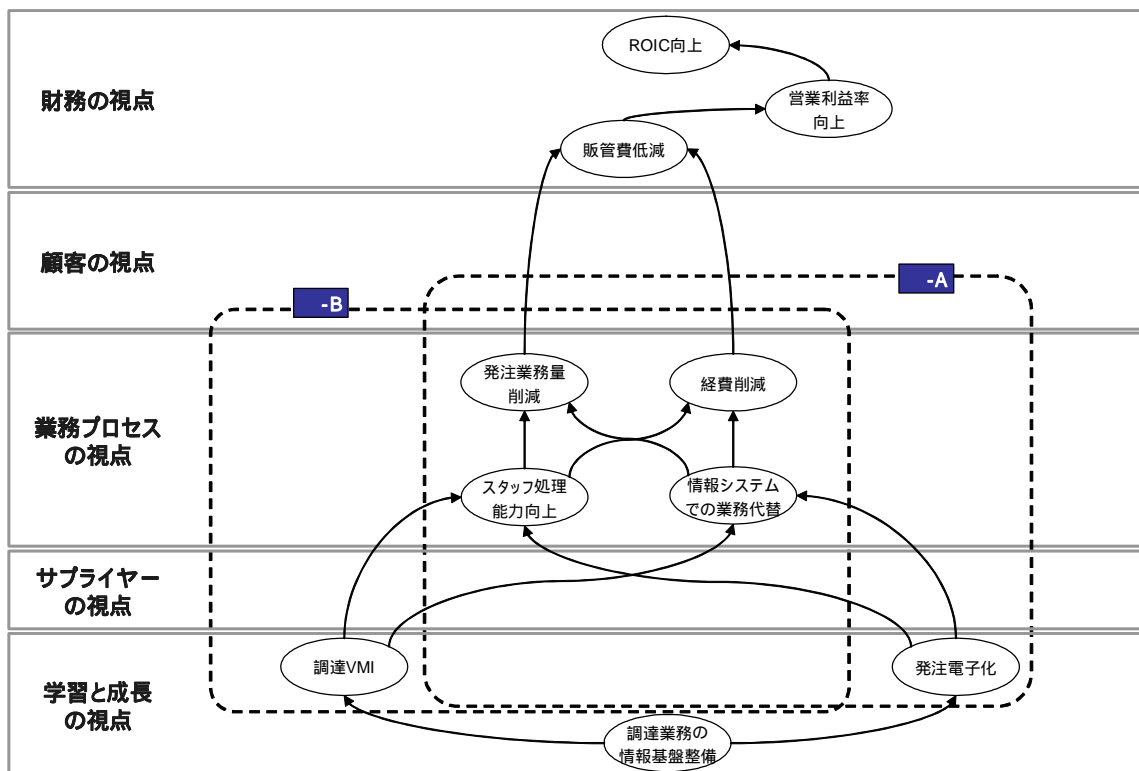 ROIC向上
財務の視点
営業利益率
向上
販管費低減
顧客の視点
-A
-B
発注業務量
削減
経費削減
業務プロセス
の視点
スタッフ処理
能力向上
情報システム
での業務代替
サプライヤー
の視点
調達VMI
発注電子化
学習と成長
の視点
調達業務の
情報基盤整備